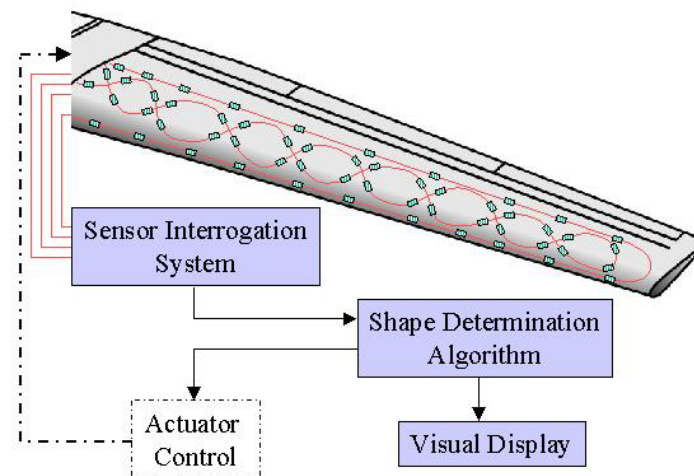 Sensor Interrogation
System
Shape Determination
Algorithm
Actuator
Control
Visual Display